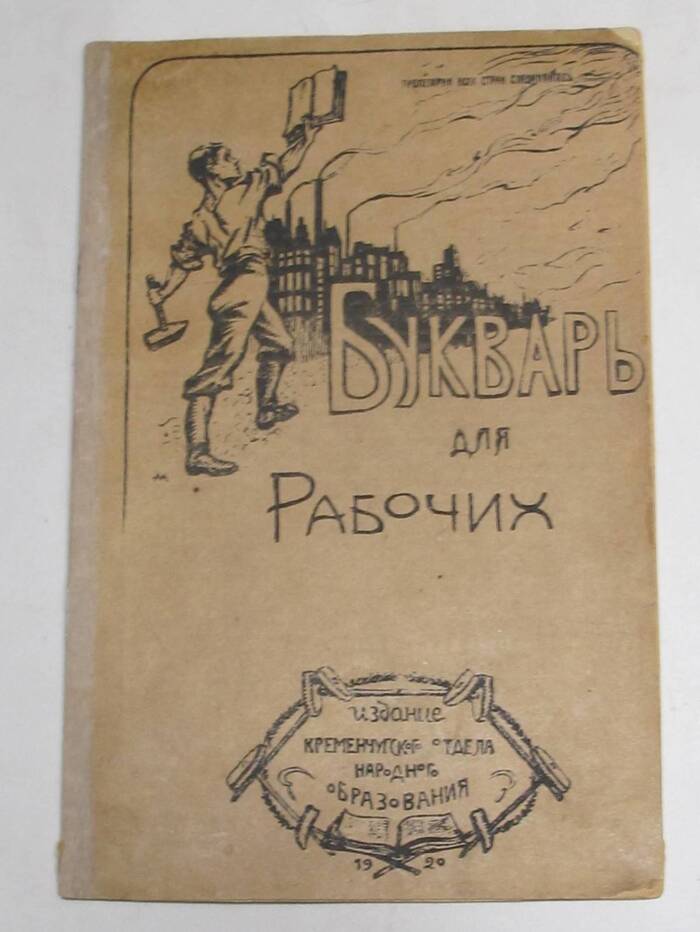 ПРОЛЕТАРИИ ВСЕХ СТРАН СОЕДИНЯЙТЕСЬ
БУКВАРЬ
ДЛЯ
РАБОЧИХ
издание
КРЕМЕНЧУГСКОГО ОТДЕЛА
НАРОДНОГО
ОБРАЗОВАНИЯ
1920